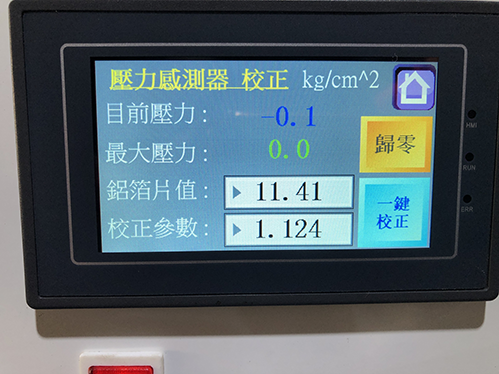 壓力感測器 校正 kg/cm^2
目前壓力: -0.1
最大壓力: 0.0
歸零
鋁箔片值: 11.41
校正參數: 1.124
一鍵
校正
HMI
RUN
ERR